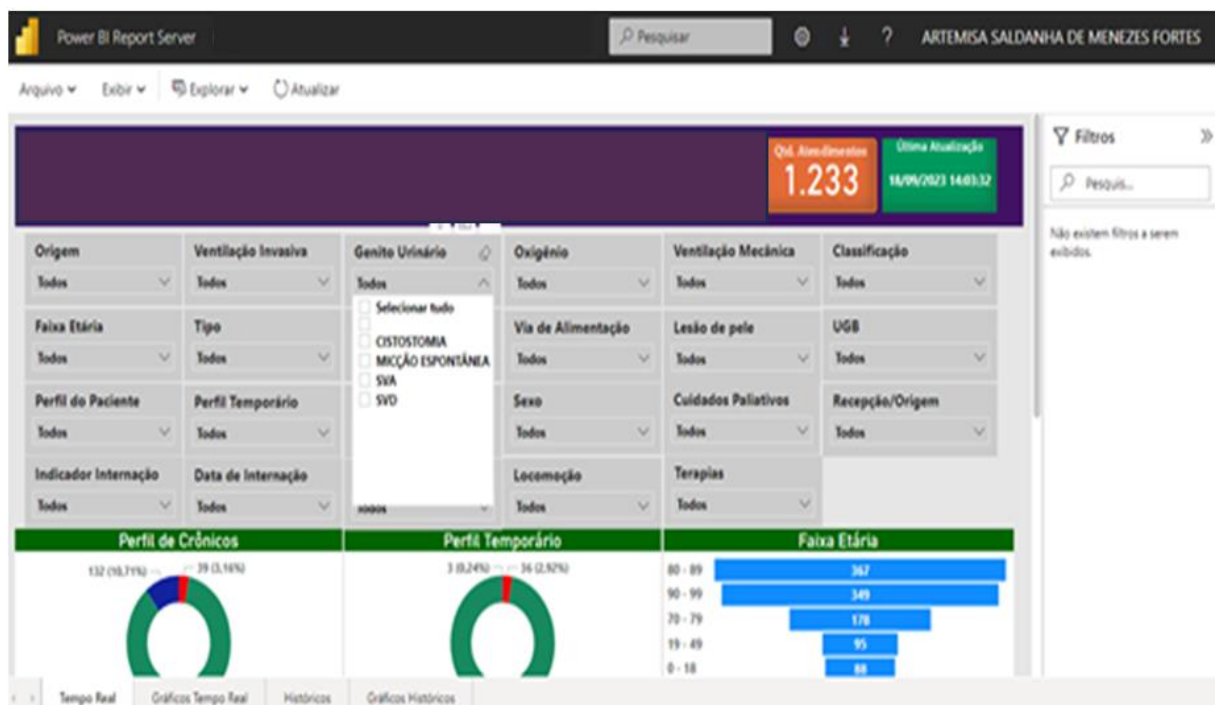 Power BI Report Server
Pesquisar
?
ARTEMISA SALDANHA DE MENEZES FORTES
Arquivo
Exibir
Explorar
Atualizar
Qtd. Atendimentos
1.233
Última Atualização
18/09/2023 14:03:32
Filtros
Pesquis...
Não existem filtros a serem
exibidos.
Origem
Todos
Ventilação Invasiva
Todos
Genito Urinário
Todos
Selecionar tudo
CISTOSTOMIA
MICÇÃO ESPONTÂNEA
SVA
SVD
Oxigênio
Todos
Ventilação Mecânica
Todos
Classificação
Todos
Faixa Etária
Todos
Tipo
Todos
Via de Alimentação
Todos
Lesão de pele
Todos
UGB
Todos
Perfil do Paciente
Todos
Perfil Temporário
Todos
Sexo
Todos
Cuidados Paliativos
Todos
Recepção/Origem
Todos
Indicador Internação
Todos
Data de Internação
Todos
Todos
Locomoção
Todos
Terapias
Todos
Perfil de Crônicos
132 (10,71%)
39 (3,16%)
Perfil Temporário
3 (0,24%)
36 (2,92%)
Faixa Etária
80 - 89 367
90 - 99 349
70 - 79 178
19 - 49 95
0 - 18 88
Tempo Real
Gráficos Tempo Real
Históricos
Gráficos Históricos